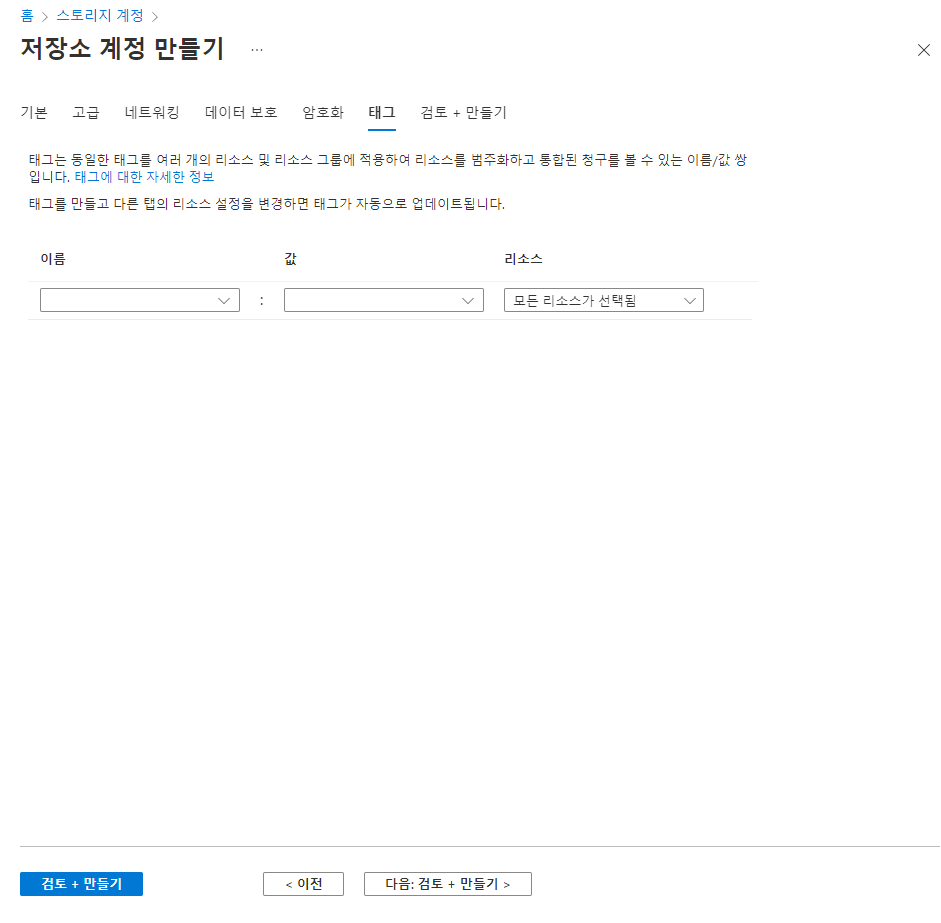 홈 > 스토리지 계정 >
저장소 계정 만들기 ...
기본 고급 네트워킹 데이터 보호 암호화 태그 검토 + 만들기
태그는 동일한 태그를 여러 개의 리소스 및 리소스 그룹에 적용하여 리소스를 범주화하고 통합된 청구를 볼 수 있는 이름/값 쌍
입니다. 태그에 대한 자세한 정보
태그를 만들고 다른 탭의 리소스 설정을 변경하면 태그가 자동으로 업데이트됩니다.
이름 값 리소스
: 모든 리소스가 선택됨
검토 + 만들기 < 이전 다음: 검토 + 만들기 >